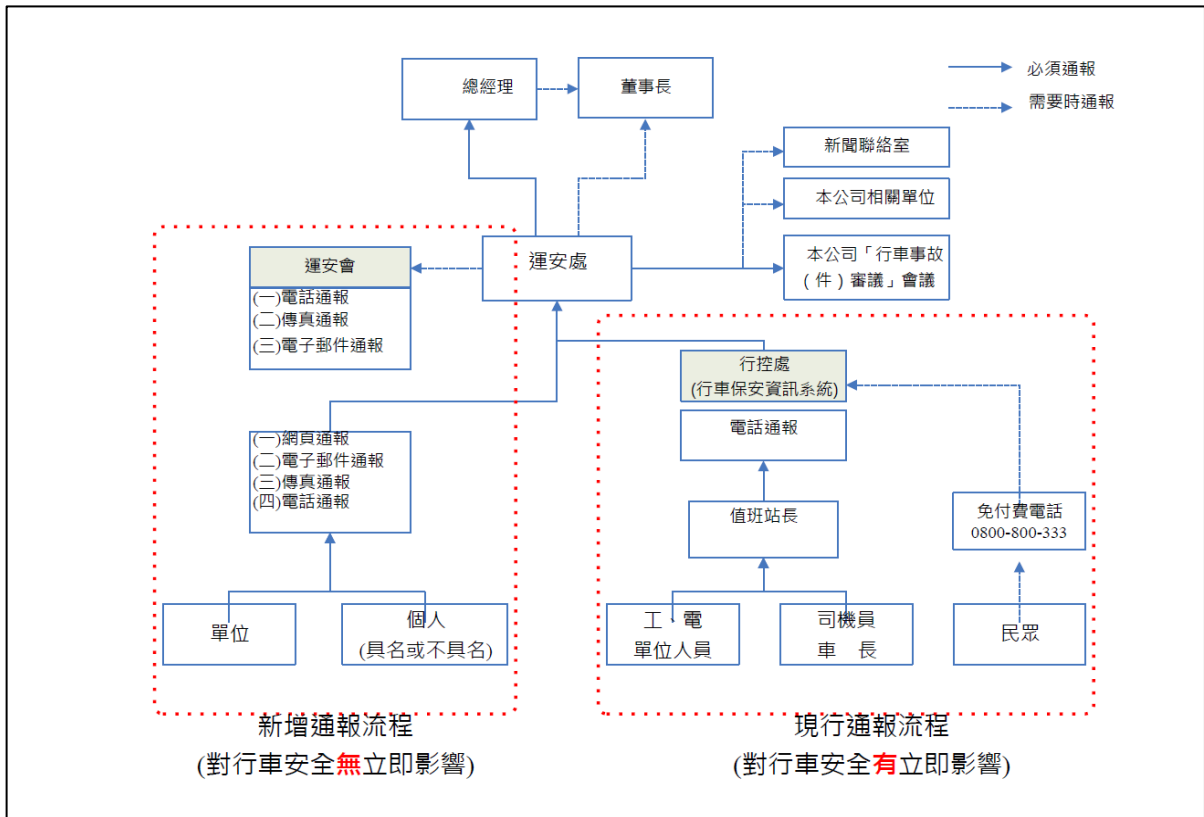 總經理
董事長
必須通報
需要時通報
新聞聯絡室
本公司相關單位
本公司「行車事故
(件)審議」會議
運安處
運安會
(一)電話通報
(二)傳真通報
(三)電子郵件通報
行控處
(行車保安資訊系統)
電話通報
(一)網頁通報
(二)電子郵件通報
(三)傳真通報
(四)電話通報
值班站長
免付費電話
0800-800-333
單位
個人
(具名或不具名)
工、電
單位人員
司機員
車 長
民眾
新增通報流程
(對行車安全無立即影響)
現行通報流程
(對行車安全有立即影響)